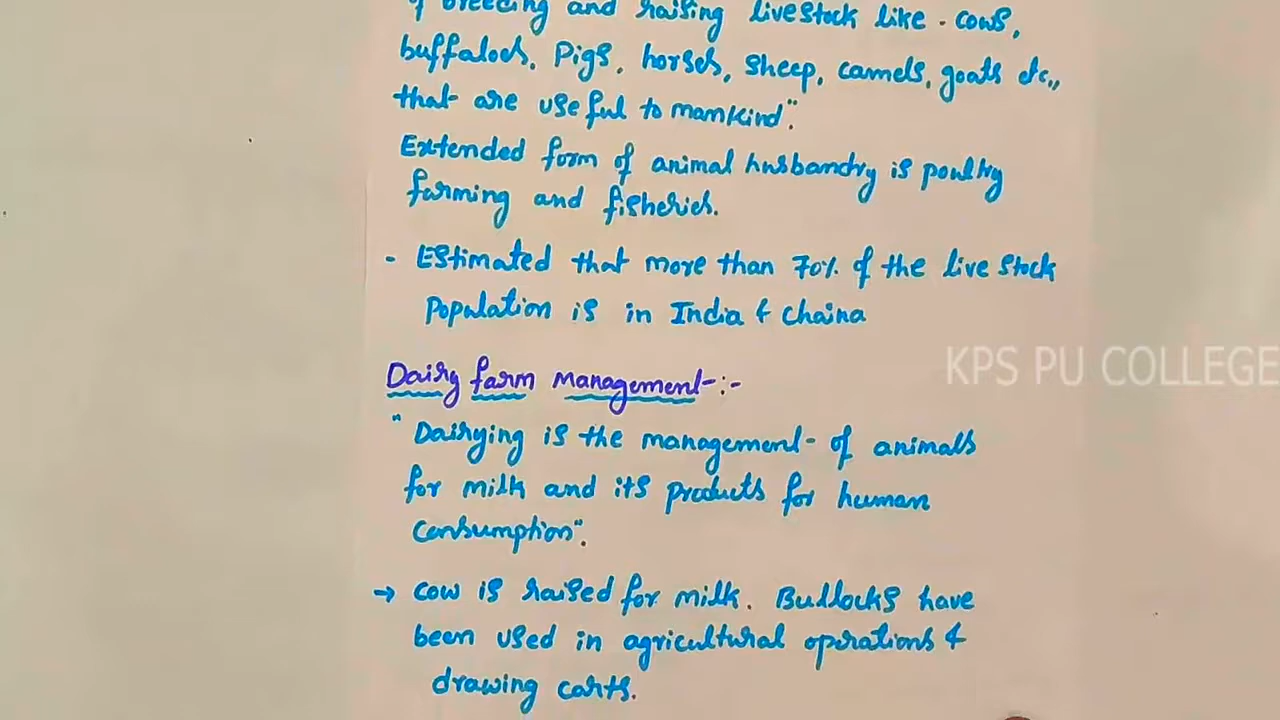 of breeding and raising livestock like - cows,
buffaloes, Pigs, horses, Sheep, camels, goats etc.,
that are useful to mankind".
Extended form of animal husbandry is poultry
farming and fisheries.
- Estimated that more than 70% of the live stock
Population is in India & Chaina
KPS PU COLLEGE
Dairy farm management-:-
"Dairying is the management- of animals
for milk and its products for human
Consumption".
→ Cow is raised for milk. Bullocks have
been used in agricultural operations &
drawing carts.